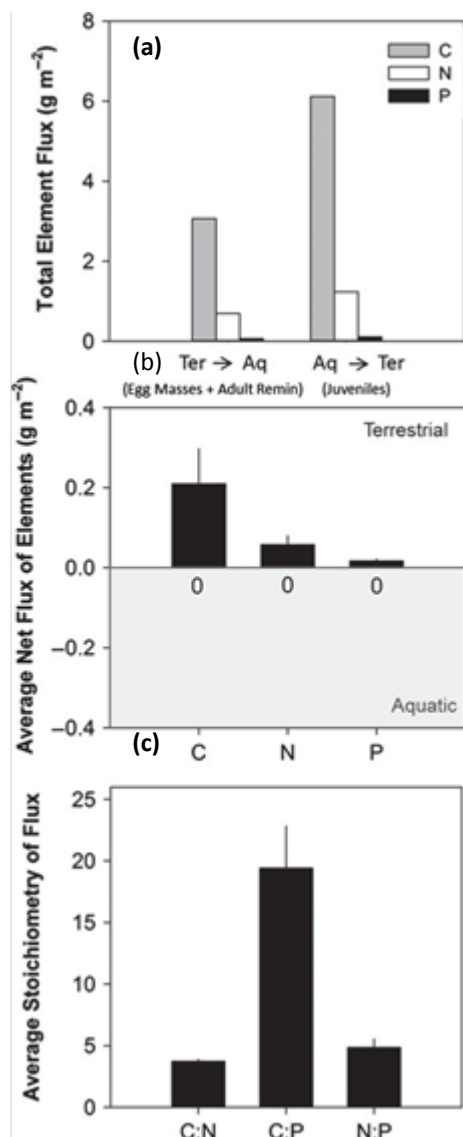 (a)
C
N
P
Total Element Flux (g m⁻²)
8
6
4
2
0
Ter → Aq
Aq → Ter
(Egg Masses + Adult Remin)
(Juveniles)
(b)
Average Net Flux of Elements (g m⁻²)
0.4
0.2
0.0
−0.2
−0.4
Terrestrial
0 0 0
Aquatic
C N P
(c)
Average Stoichiometry of Flux
25
20
15
10
5
0
C:N C:P N:P